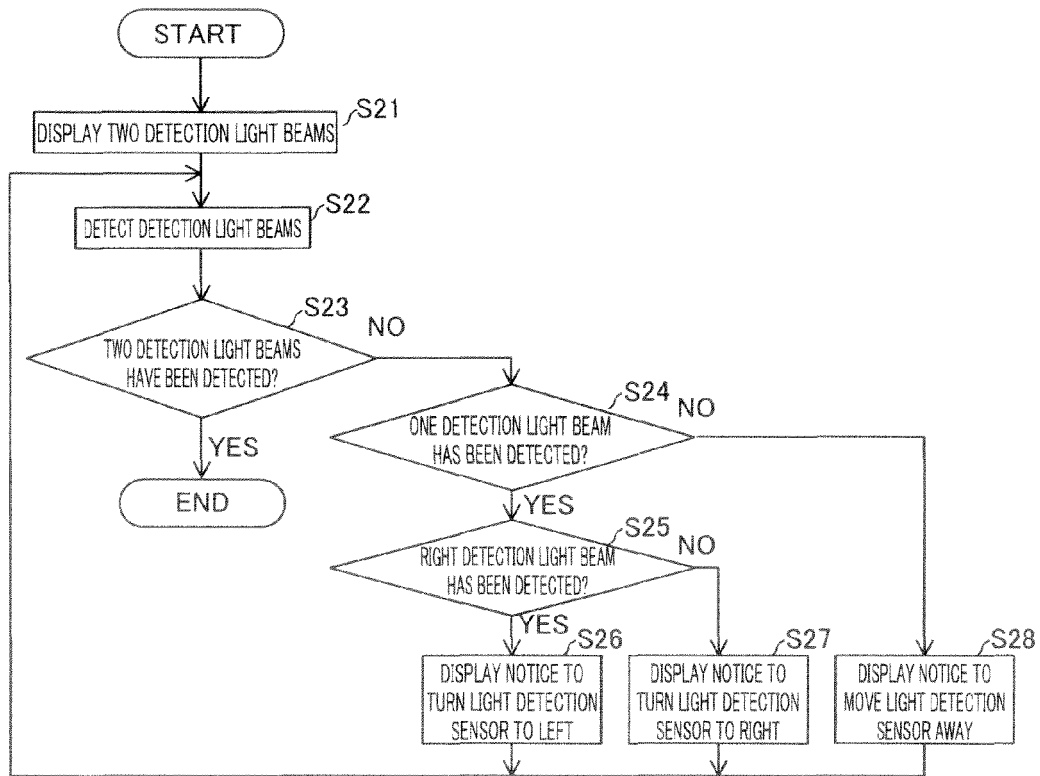 START
S21
DISPLAY TWO DETECTION LIGHT BEAMS
S22
DETECT DETECTION LIGHT BEAMS
S23
TWO DETECTION LIGHT BEAMS
HAVE BEEN DETECTED?
NO
YES
END
S24
ONE DETECTION LIGHT BEAM
HAS BEEN DETECTED?
NO
YES
S25
RIGHT DETECTION LIGHT BEAM
HAS BEEN DETECTED?
NO
YES
S26
DISPLAY NOTICE TO
TURN LIGHT DETECTION
SENSOR TO LEFT
S27
DISPLAY NOTICE TO
TURN LIGHT DETECTION
SENSOR TO RIGHT
S28
DISPLAY NOTICE TO
MOVE LIGHT DETECTION
SENSOR AWAY